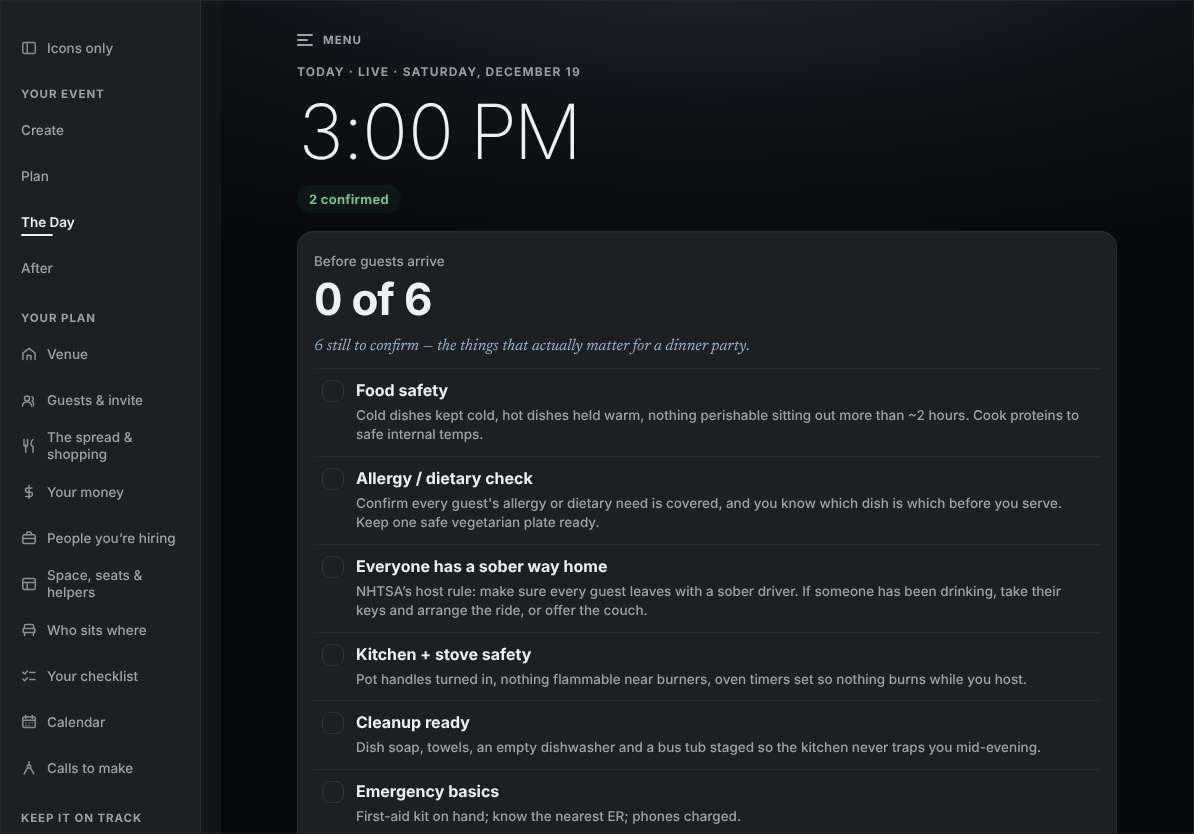 Icons only
YOUR EVENT
Create
Plan
The Day
After
YOUR PLAN
Venue
Guests & invite
The spread &
shopping
Your money
People you’re hiring
Space, seats &
helpers
Who sits where
Your checklist
Calendar
Calls to make
KEEP IT ON TRACK
MENU
TODAY · LIVE · SATURDAY, DECEMBER 19
3:00 PM
2 confirmed
Before guests arrive
0 of 6
6 still to confirm — the things that actually matter for a dinner party.
Food safety
Cold dishes kept cold, hot dishes held warm, nothing perishable sitting out more than ~2 hours. Cook proteins to
safe internal temps.
Allergy / dietary check
Confirm every guest's allergy or dietary need is covered, and you know which dish is which before you serve.
Keep one safe vegetarian plate ready.
Everyone has a sober way home
NHTSA’s host rule: make sure every guest leaves with a sober driver. If someone has been drinking, take their
keys and arrange the ride, or offer the couch.
Kitchen + stove safety
Pot handles turned in, nothing flammable near burners, oven timers set so nothing burns while you host.
Cleanup ready
Dish soap, towels, an empty dishwasher and a bus tub staged so the kitchen never traps you mid-evening.
Emergency basics
First-aid kit on hand; know the nearest ER; phones charged.